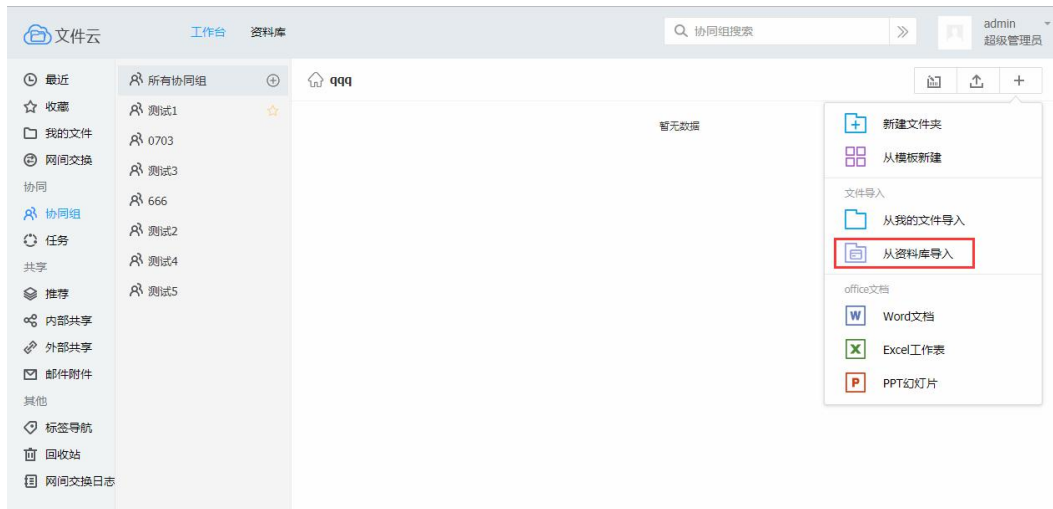 文件云
工作台 资料库
协同组搜索
admin
超级管理员
最近
收藏
我的文件
网间交换
协同
协同组
任务
共享
推荐
内部共享
外部共享
邮件附件
其他
标签导航
回收站
网间交换日志
所有协同组
测试1
0703
测试3
666
测试2
测试4
测试5
qqq
暂无数据
新建文件夹
从模板新建
文件导入
从我的文件导入
从资料库导入
office文档
Word文档
Excel工作表
PPT幻灯片